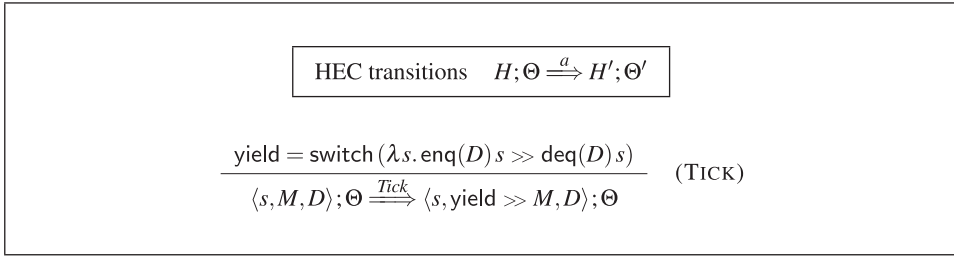 HEC transitions H;Θ =a⇒ H′;Θ′
yield = switch (λs. enq(D) s >> deq(D) s)
(TICK)
⟨s,M,D⟩;Θ =Tick⇒ ⟨s,yield >> M,D⟩;Θ